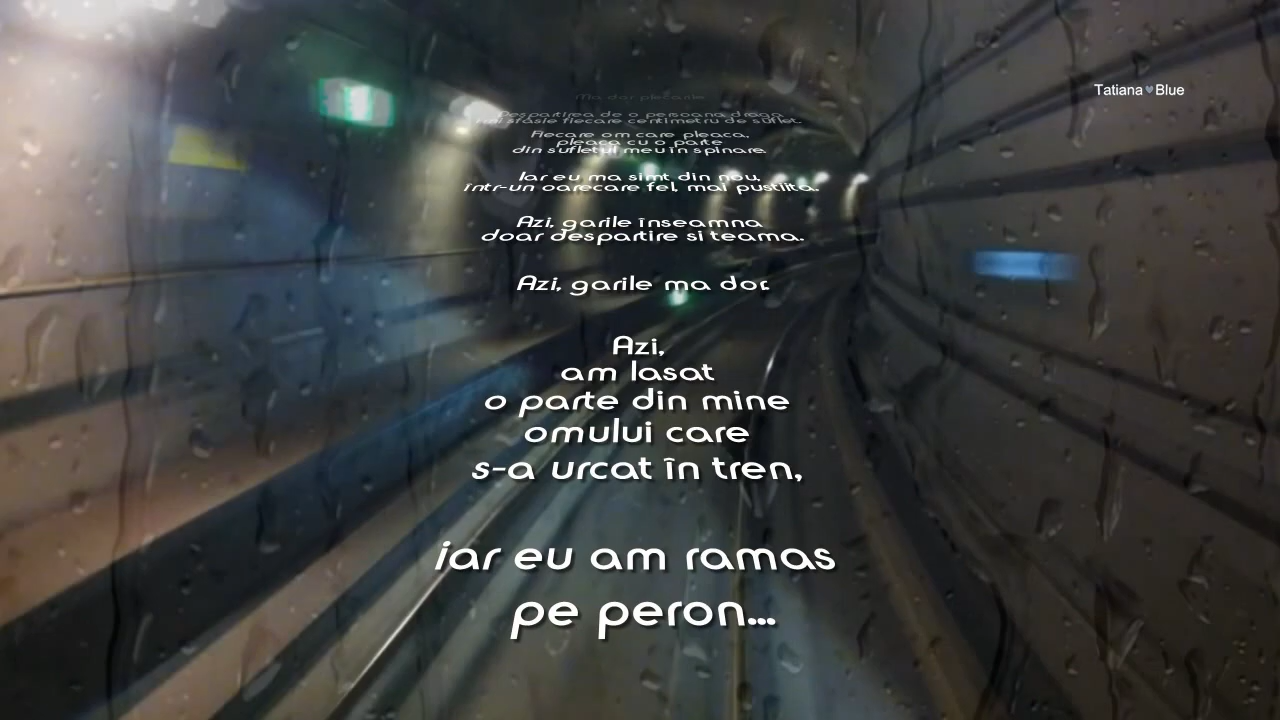 Tatiana♥Blue
Ma dor plecarile.
Despartirea de o persoana draga
imi sfâsie fiecare centimetru de suflet.
Fiecare om care pleaca,
pleaca cu o parte
din sufletul meu în spinare.
Iar eu ma simt din nou,
într-un oarecare fel, mai pustiita.
Azi, garile înseamna
doar despartire si teama.
Azi, garile ma dor.
Azi,
am lasat
o parte din mine
omului care
s-a urcat în tren,
iar eu am ramas
pe peron...